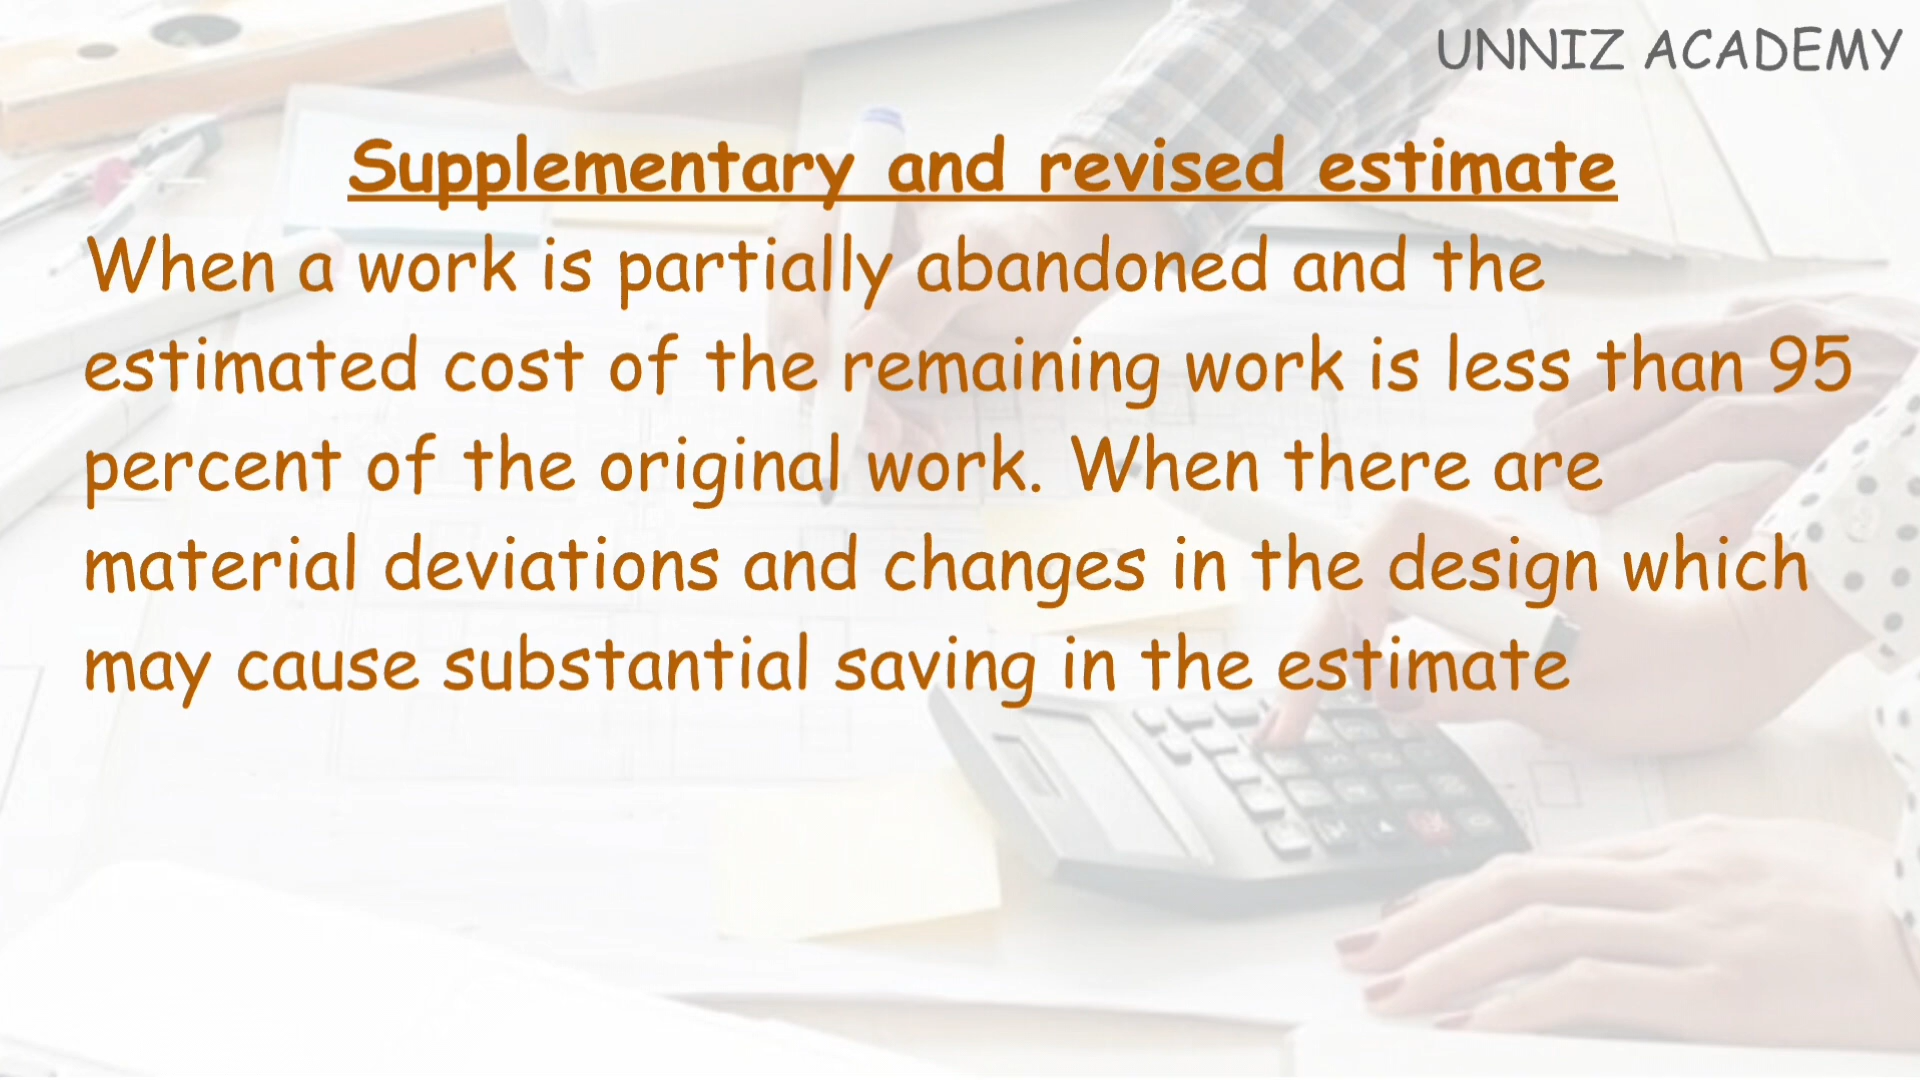 UNNIZ ACADEMY
Supplementary and revised estimate
When a work is partially abandoned and the
estimated cost of the remaining work is less than 95
percent of the original work. When there are
material deviations and changes in the design which
may cause substantial saving in the estimate